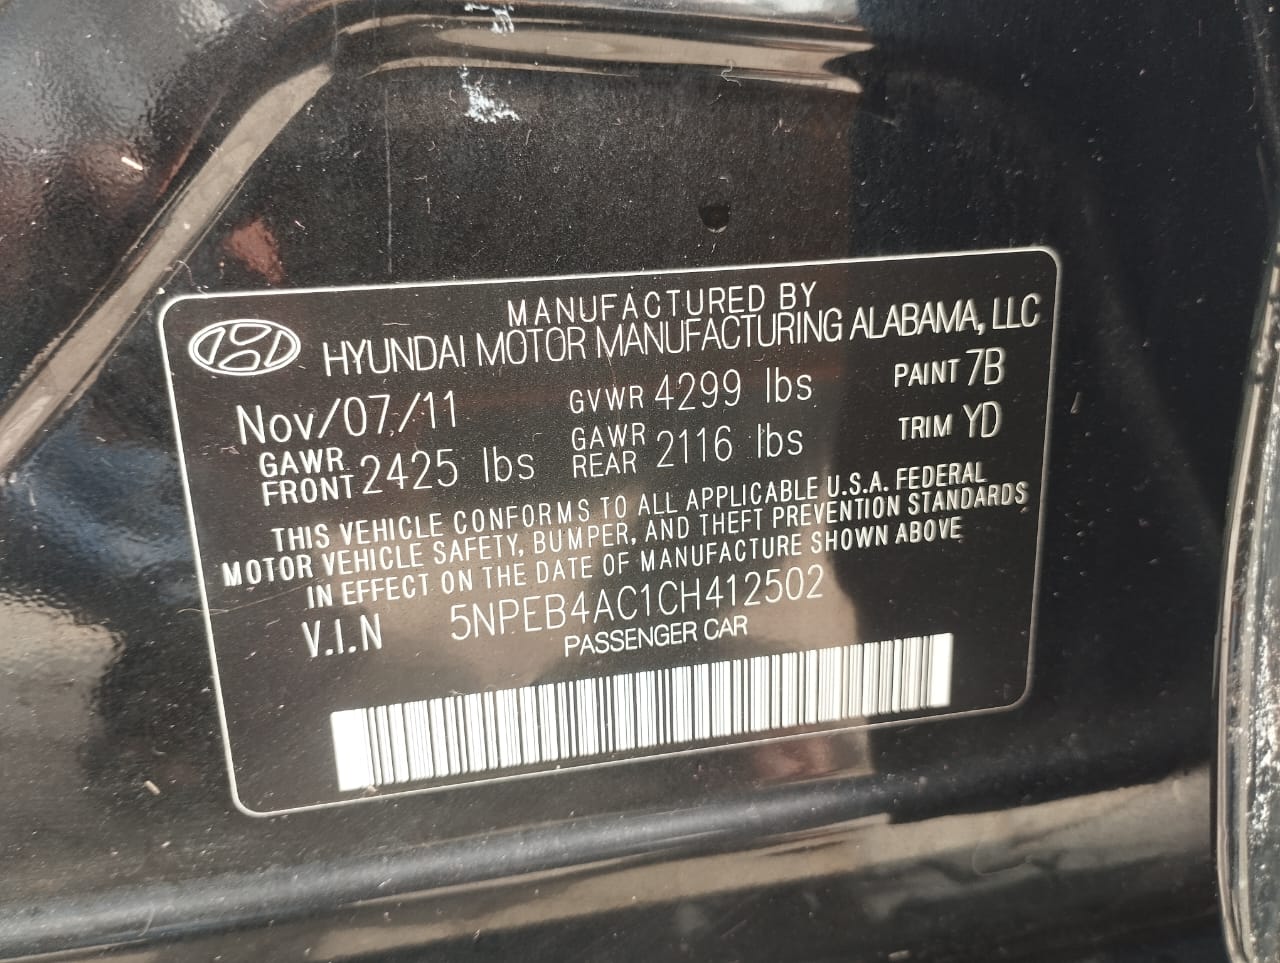 MANUFACTURED BY
HYUNDAI MOTOR MANUFACTURING ALABAMA, LLC
Nov/07/11 GVWR 4299 lbs PAINT 7B
GAWR FRONT 2425 lbs GAWR REAR 2116 lbs TRIM YD
THIS VEHICLE CONFORMS TO ALL APPLICABLE U.S.A. FEDERAL
MOTOR VEHICLE SAFETY, BUMPER, AND THEFT PREVENTION STANDARDS
IN EFFECT ON THE DATE OF MANUFACTURE SHOWN ABOVE
V.I.N 5NPEB4AC1CH412502
PASSENGER CAR